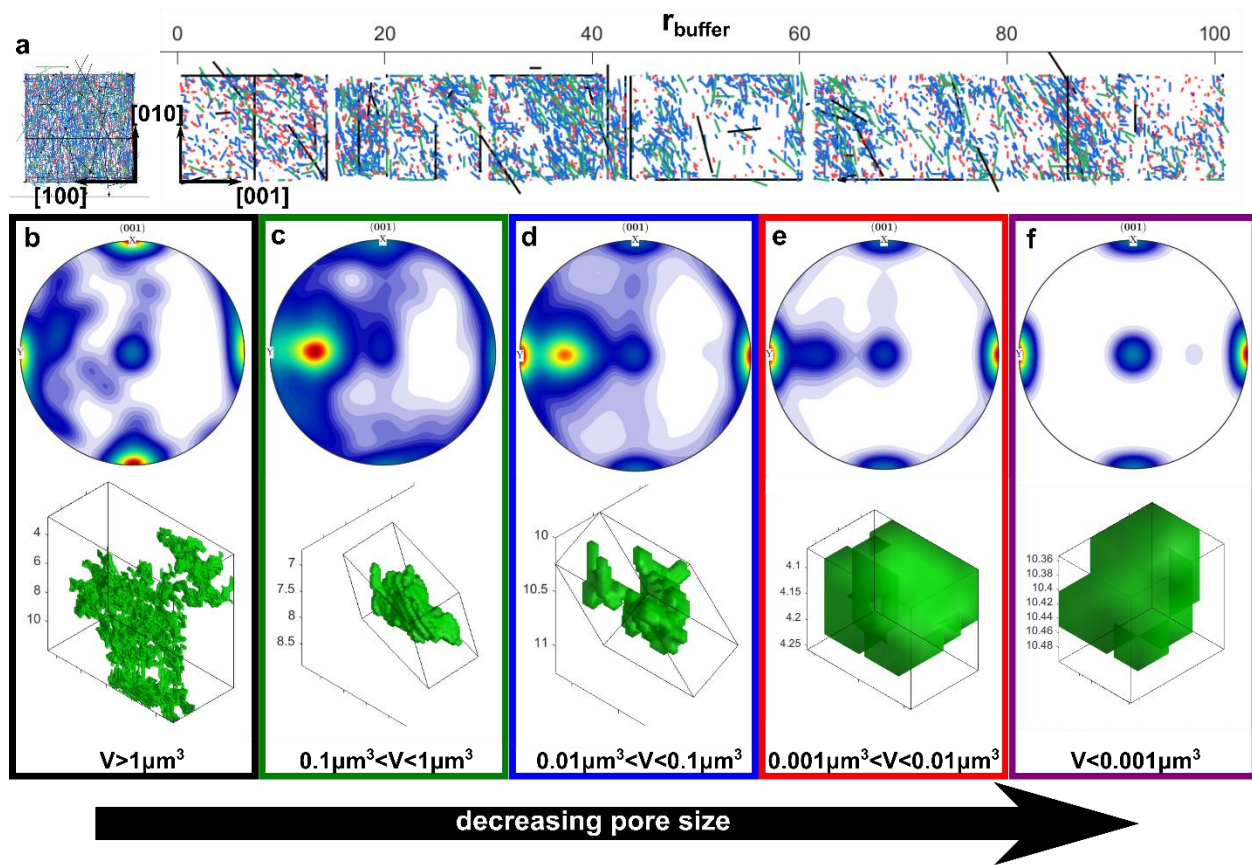 r_buffer
0 20 40 60 80 100
a
[010]
[100]
[001]
b
(001)
X
Y
c
(001)
X
Y
d
(001)
X
Y
e
(001)
X
Y
f
(001)
X
Y
4
6
8
10
7
7.5
8
8.5
10
10.5
11
4.1
4.15
4.2
4.25
10.36
10.38
10.4
10.42
10.44
10.46
10.48
V>1µm³
0.1µm³<V<1µm³
0.01µm³<V<0.1µm³
0.001µm³<V<0.01µm³
V<0.001µm³
decreasing pore size